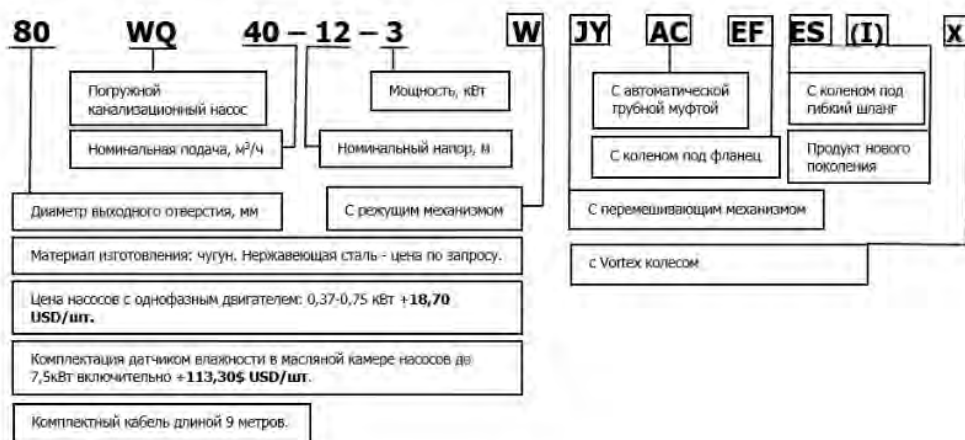 80 WQ 40 – 12 – 3 W JY AC EF ES (I) X
Погружной
канализационный насос
Мощность, кВт
С автоматической
трубной муфтой
С коленом под
гибкий шланг
Номинальная подача, м³/ч
Номинальный напор, м
С коленом под фланец
Продукт нового
поколения
Диаметр выходного отверстия, мм
С режущим механизмом
С перемешивающим механизмом
Материал изготовления: чугун. Нержавеющая сталь - цена по запросу.
с Vortex колесом
Цена насосов с однофазным двигателем: 0,37-0,75 кВт +18,70
USD/шт.
Комплектация датчиком влажности в масляной камере насосов до
7,5кВт включительно +113,30$ USD/шт.
Комплектный кабель длиной 9 метров.